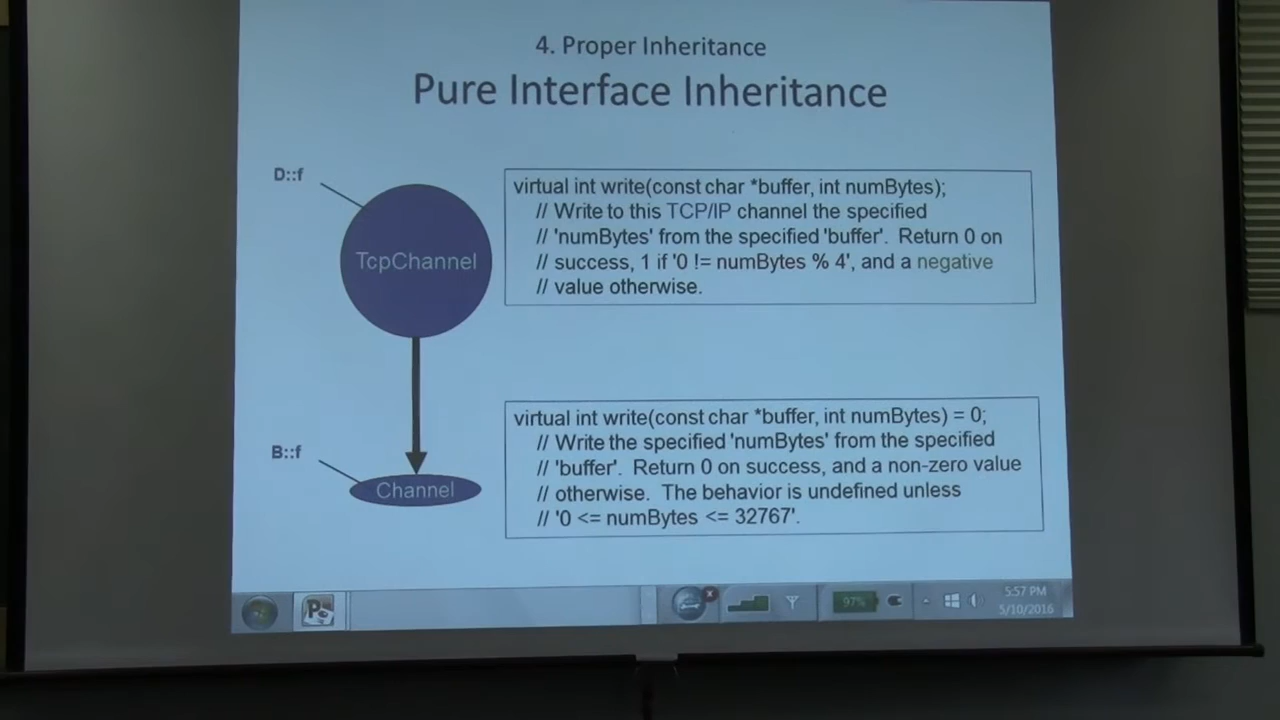 4. Proper Inheritance
Pure Interface Inheritance
D::f
TcpChannel
virtual int write(const char *buffer, int numBytes);
// Write to this TCP/IP channel the specified
// 'numBytes' from the specified 'buffer'.  Return 0 on
// success, 1 if '0 != numBytes % 4', and a negative
// value otherwise.
B::f
Channel
virtual int write(const char *buffer, int numBytes) = 0;
// Write the specified 'numBytes' from the specified
// 'buffer'.  Return 0 on success, and a non-zero value
// otherwise.  The behavior is undefined unless
// '0 <= numBytes <= 32767'.
97%
5:57 PM
5/10/2016